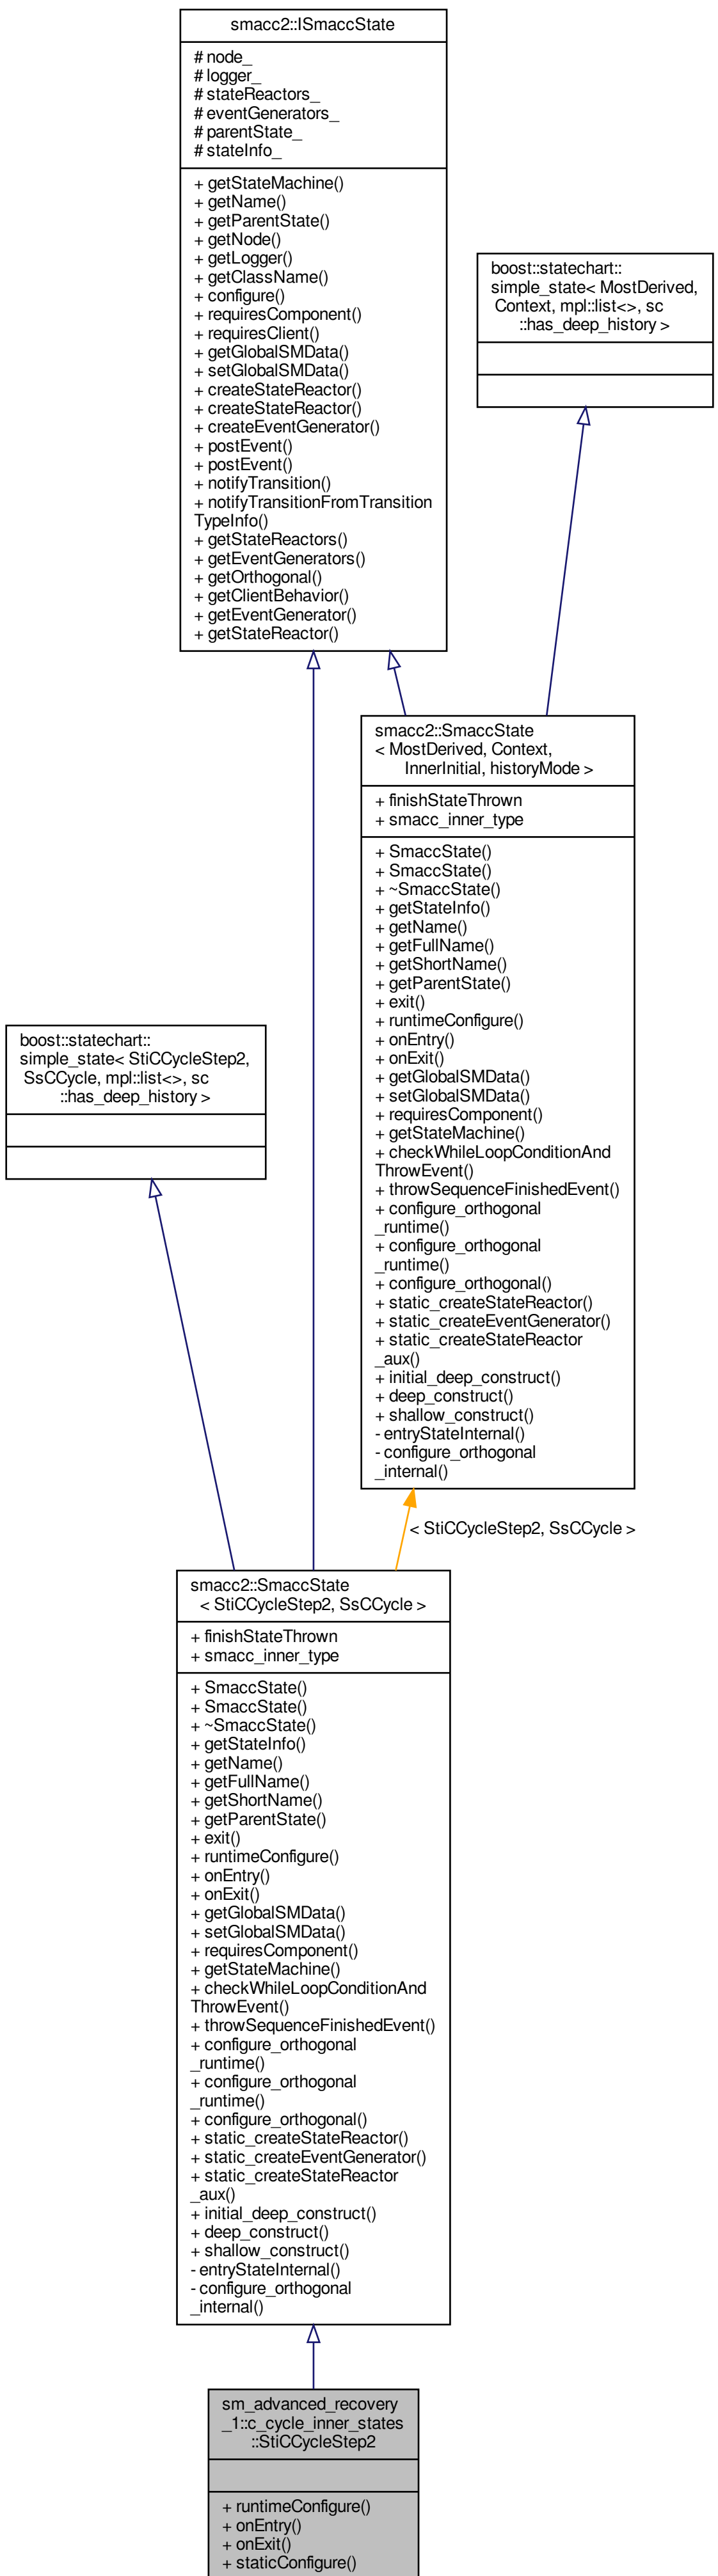 smacc2::ISmaccState
# node_
# logger_
# stateReactors_
# eventGenerators_
# parentState_
# stateInfo_
+ getStateMachine()
+ getName()
+ getParentState()
+ getNode()
+ getLogger()
+ getClassName()
+ configure()
+ requiresComponent()
+ requiresClient()
+ getGlobalSMData()
+ setGlobalSMData()
+ createStateReactor()
+ createStateReactor()
+ createEventGenerator()
+ postEvent()
+ postEvent()
+ notifyTransition()
+ notifyTransitionFromTransition
TypeInfo()
+ getStateReactors()
+ getEventGenerators()
+ getOrthogonal()
+ getClientBehavior()
+ getEventGenerator()
+ getStateReactor()
boost::statechart::
simple_state< MostDerived,
Context, mpl::list<>, sc
::has_deep_history >
smacc2::SmaccState
< MostDerived, Context,
InnerInitial, historyMode >
+ finishStateThrown
+ smacc_inner_type
+ SmaccState()
+ SmaccState()
+ ~SmaccState()
+ getStateInfo()
+ getName()
+ getFullName()
+ getShortName()
+ getParentState()
+ exit()
+ runtimeConfigure()
+ onEntry()
+ onExit()
+ getGlobalSMData()
+ setGlobalSMData()
+ requiresComponent()
+ getStateMachine()
+ checkWhileLoopConditionAnd
ThrowEvent()
+ throwSequenceFinishedEvent()
+ configure_orthogonal
_runtime()
+ configure_orthogonal
_runtime()
+ configure_orthogonal()
+ static_createStateReactor()
+ static_createEventGenerator()
+ static_createStateReactor
_aux()
+ initial_deep_construct()
+ deep_construct()
+ shallow_construct()
- entryStateInternal()
- configure_orthogonal
_internal()
boost::statechart::
simple_state< StiCCycleStep2,
SsCCycle, mpl::list<>, sc
::has_deep_history >
< StiCCycleStep2, SsCCycle >
smacc2::SmaccState
< StiCCycleStep2, SsCCycle >
+ finishStateThrown
+ smacc_inner_type
+ SmaccState()
+ SmaccState()
+ ~SmaccState()
+ getStateInfo()
+ getName()
+ getFullName()
+ getShortName()
+ getParentState()
+ exit()
+ runtimeConfigure()
+ onEntry()
+ onExit()
+ getGlobalSMData()
+ setGlobalSMData()
+ requiresComponent()
+ getStateMachine()
+ checkWhileLoopConditionAnd
ThrowEvent()
+ throwSequenceFinishedEvent()
+ configure_orthogonal
_runtime()
+ configure_orthogonal
_runtime()
+ configure_orthogonal()
+ static_createStateReactor()
+ static_createEventGenerator()
+ static_createStateReactor
_aux()
+ initial_deep_construct()
+ deep_construct()
+ shallow_construct()
- entryStateInternal()
- configure_orthogonal
_internal()
sm_advanced_recovery
_1::c_cycle_inner_states
::StiCCycleStep2
+ runtimeConfigure()
+ onEntry()
+ onExit()
+ staticConfigure()